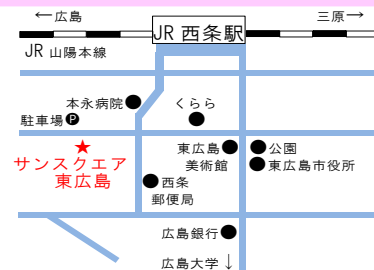 ←広島
三原→
JR 西条駅
JR 山陽本線
本永病院
くらら
駐車場 P
サンスクエア
東広島
東広島
美術館
公園
東広島市役所
西条
郵便局
広島銀行
広島大学↓